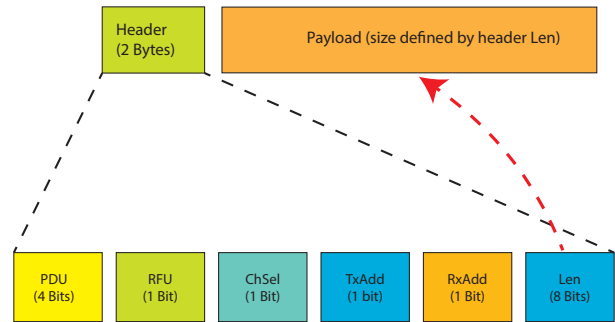 Header
(2 Bytes)
Payload (size defined by header Len)
PDU
(4 Bits)
RFU
(1 Bit)
ChSel
(1 Bit)
TxAdd
(1 bit)
RxAdd
(1 Bit)
Len
(8 Bits)